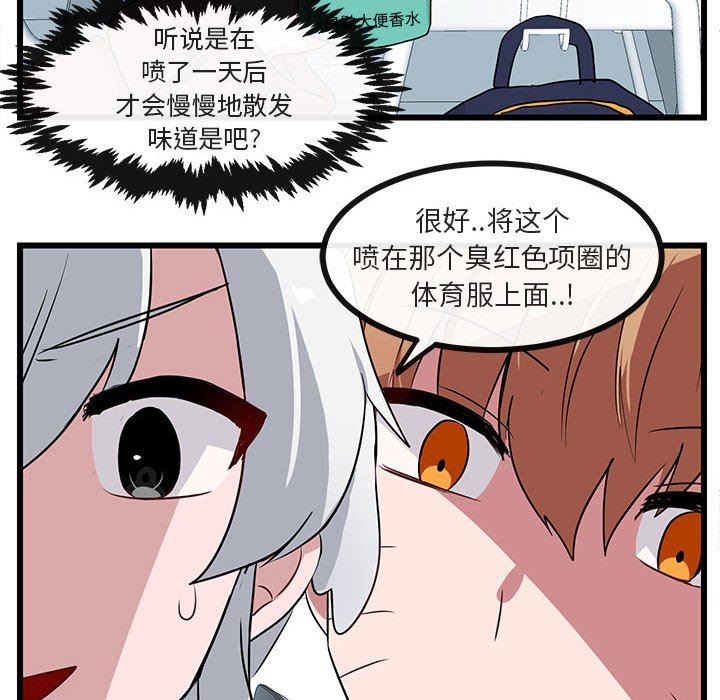 大便香水
听说是在
喷了一天后
才会慢慢地散发
味道是吧?
很好..将这个
喷在那个臭红色项圈的
体育服上面..!